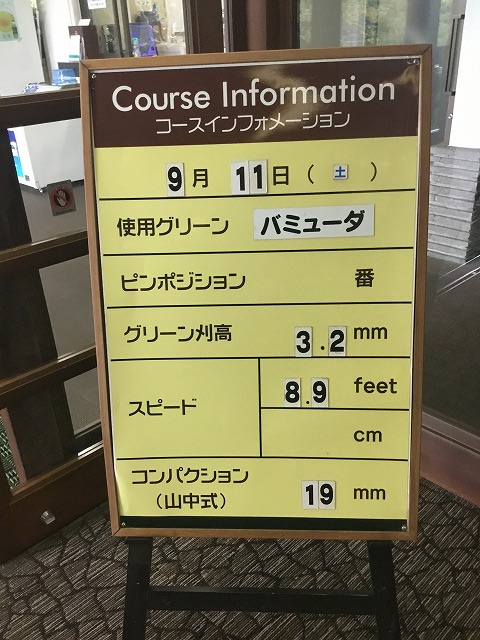 Course Information
コースインフォメーション
9月 11日 ( 土 )
使用グリーン バミューダ
ピンポジション 番
グリーン刈高 3.2 mm
スピード 8.9 feet
cm
コンパクション
(山中式) 19 mm